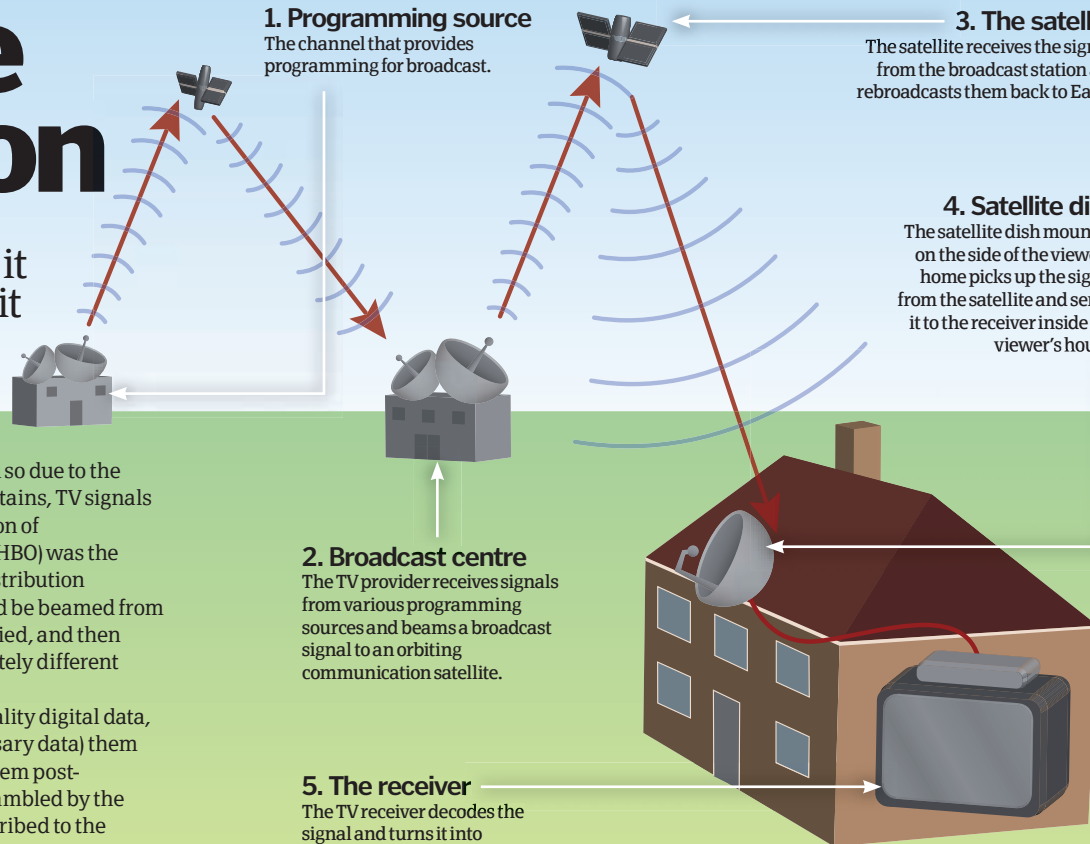 e
on
it
it
1. Programming source
The channel that provides
programming for broadcast.
3. The satell
The satellite receives the sign
from the broadcast station
rebroadcasts them back to Ea
4. Satellite di
The satellite dish moun
on the side of the viewe
home picks up the sig
from the satellite and ser
it to the receiver inside
viewer's hou
so due to the
tains, TV signals
on of
HBO) was the
stribution
d be beamed from
ied, and then
tely different
ality digital data,
sary data) them
em post-
ambled by the
ribed to the
2. Broadcast centre
The TV provider receives signals
from various programming
sources and beams a broadcast
signal to an orbiting
communication satellite.
5. The receiver
The TV receiver decodes the
signal and turns it into